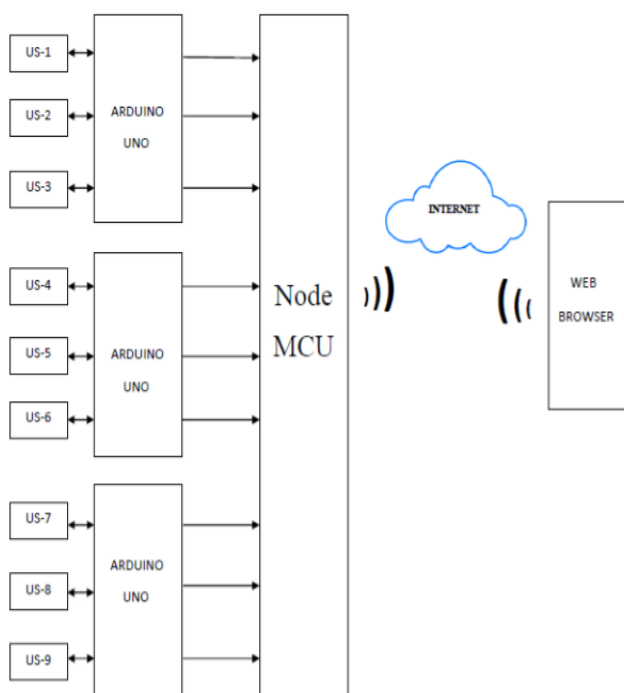 US-1
US-2
US-3
ARDUINO
UNO
US-4
US-5
US-6
ARDUINO
UNO
US-7
US-8
US-9
ARDUINO
UNO
Node
MCU
INTERNET
WEB
BROWSER